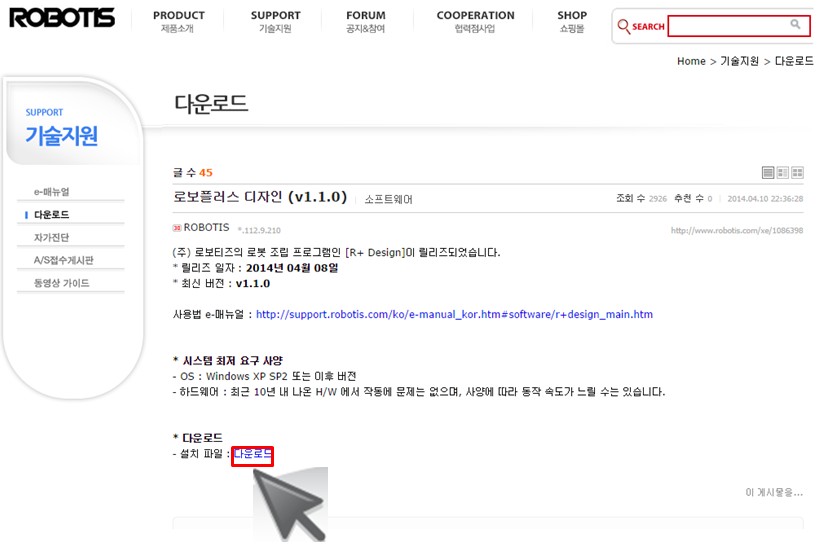 ROBOTIS
PRODUCT
제품소개
SUPPORT
기술지원
FORUM
공지&참여
COOPERATION
협력점사업
SHOP
쇼핑몰
SEARCH
Home > 기술지원 > 다운로드
SUPPORT
기술지원
e-매뉴얼
다운로드
자가진단
A/S접수게시판
동영상 가이드
다운로드
글 수 45
로보플러스 디자인 (v1.1.0) 소프트웨어 조회 수 2926 추천 수 0 2014.04.10 22:36:28
ROBOTIS *.112.9.210 http://www.robotis.com/xe/1086398
(주) 로보티즈의 로봇 조립 프로그램인 [R+ Design]이 릴리즈되었습니다.
* 릴리즈 일자 : 2014년 04월 08일
* 최신 버전 : v1.1.0
사용법 e-매뉴얼 : http://support.robotis.com/ko/e-manual_kor.htm#software/r+design_main.htm
* 시스템 최저 요구 사양
- OS : Windows XP SP2 또는 이후 버전
- 하드웨어 : 최근 10년 내 나온 H/W 에서 작동에 문제는 없으며, 사양에 따라 동작 속도가 느릴 수는 있습니다.
* 다운로드
- 설치 파일 : 다운로드
이 게시물을...